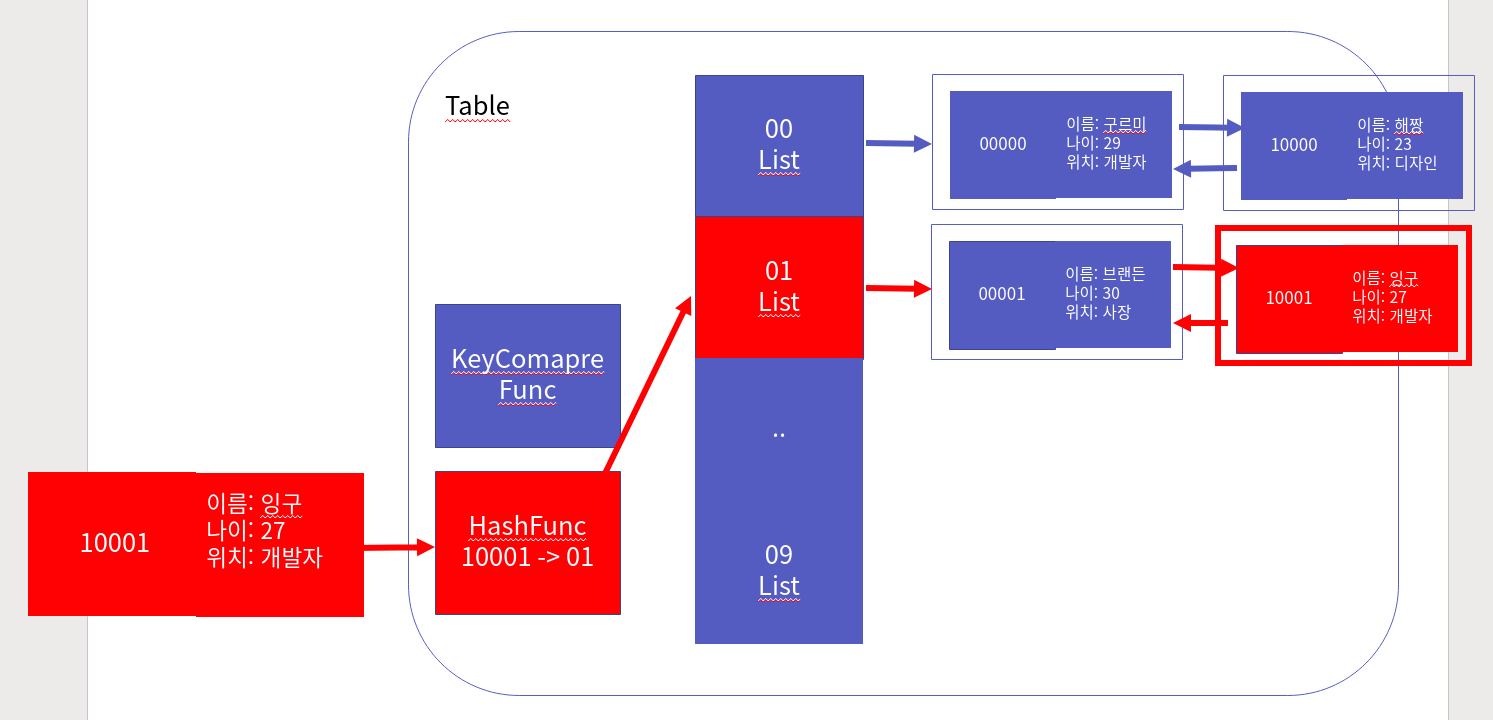 Table
00
List
00000
이름: 구르미
나이: 29
위치: 개발자
10000
이름: 해짱
나이: 23
위치: 디자인
01
List
00001
이름: 브랜든
나이: 30
위치: 사장
10001
이름: 잉구
나이: 27
위치: 개발자
KeyComapre
Func
..
10001
이름: 잉구
나이: 27
위치: 개발자
HashFunc
10001 -> 01
09
List